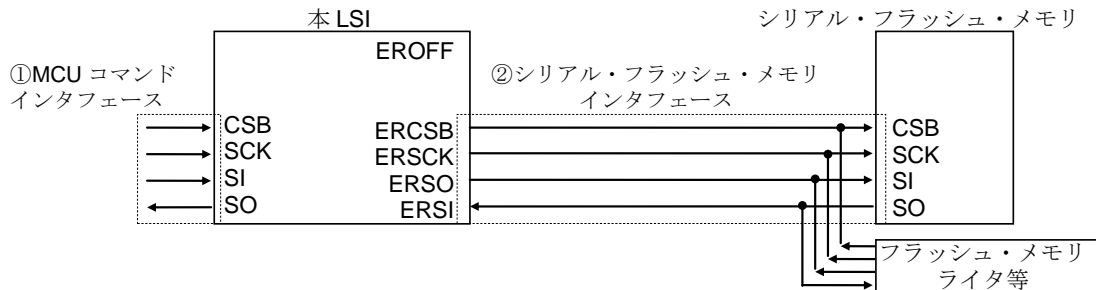 本 LSI
シリアル・フラッシュ・メモリ
EROFF
①MCU コマンド
インタフェース
②シリアル・フラッシュ・メモリ
インタフェース
CSB
SCK
SI
SO
ERCSB
ERSCK
ERSO
ERSI
CSB
SCK
SI
SO
フラッシュ・メモリ
ライタ等